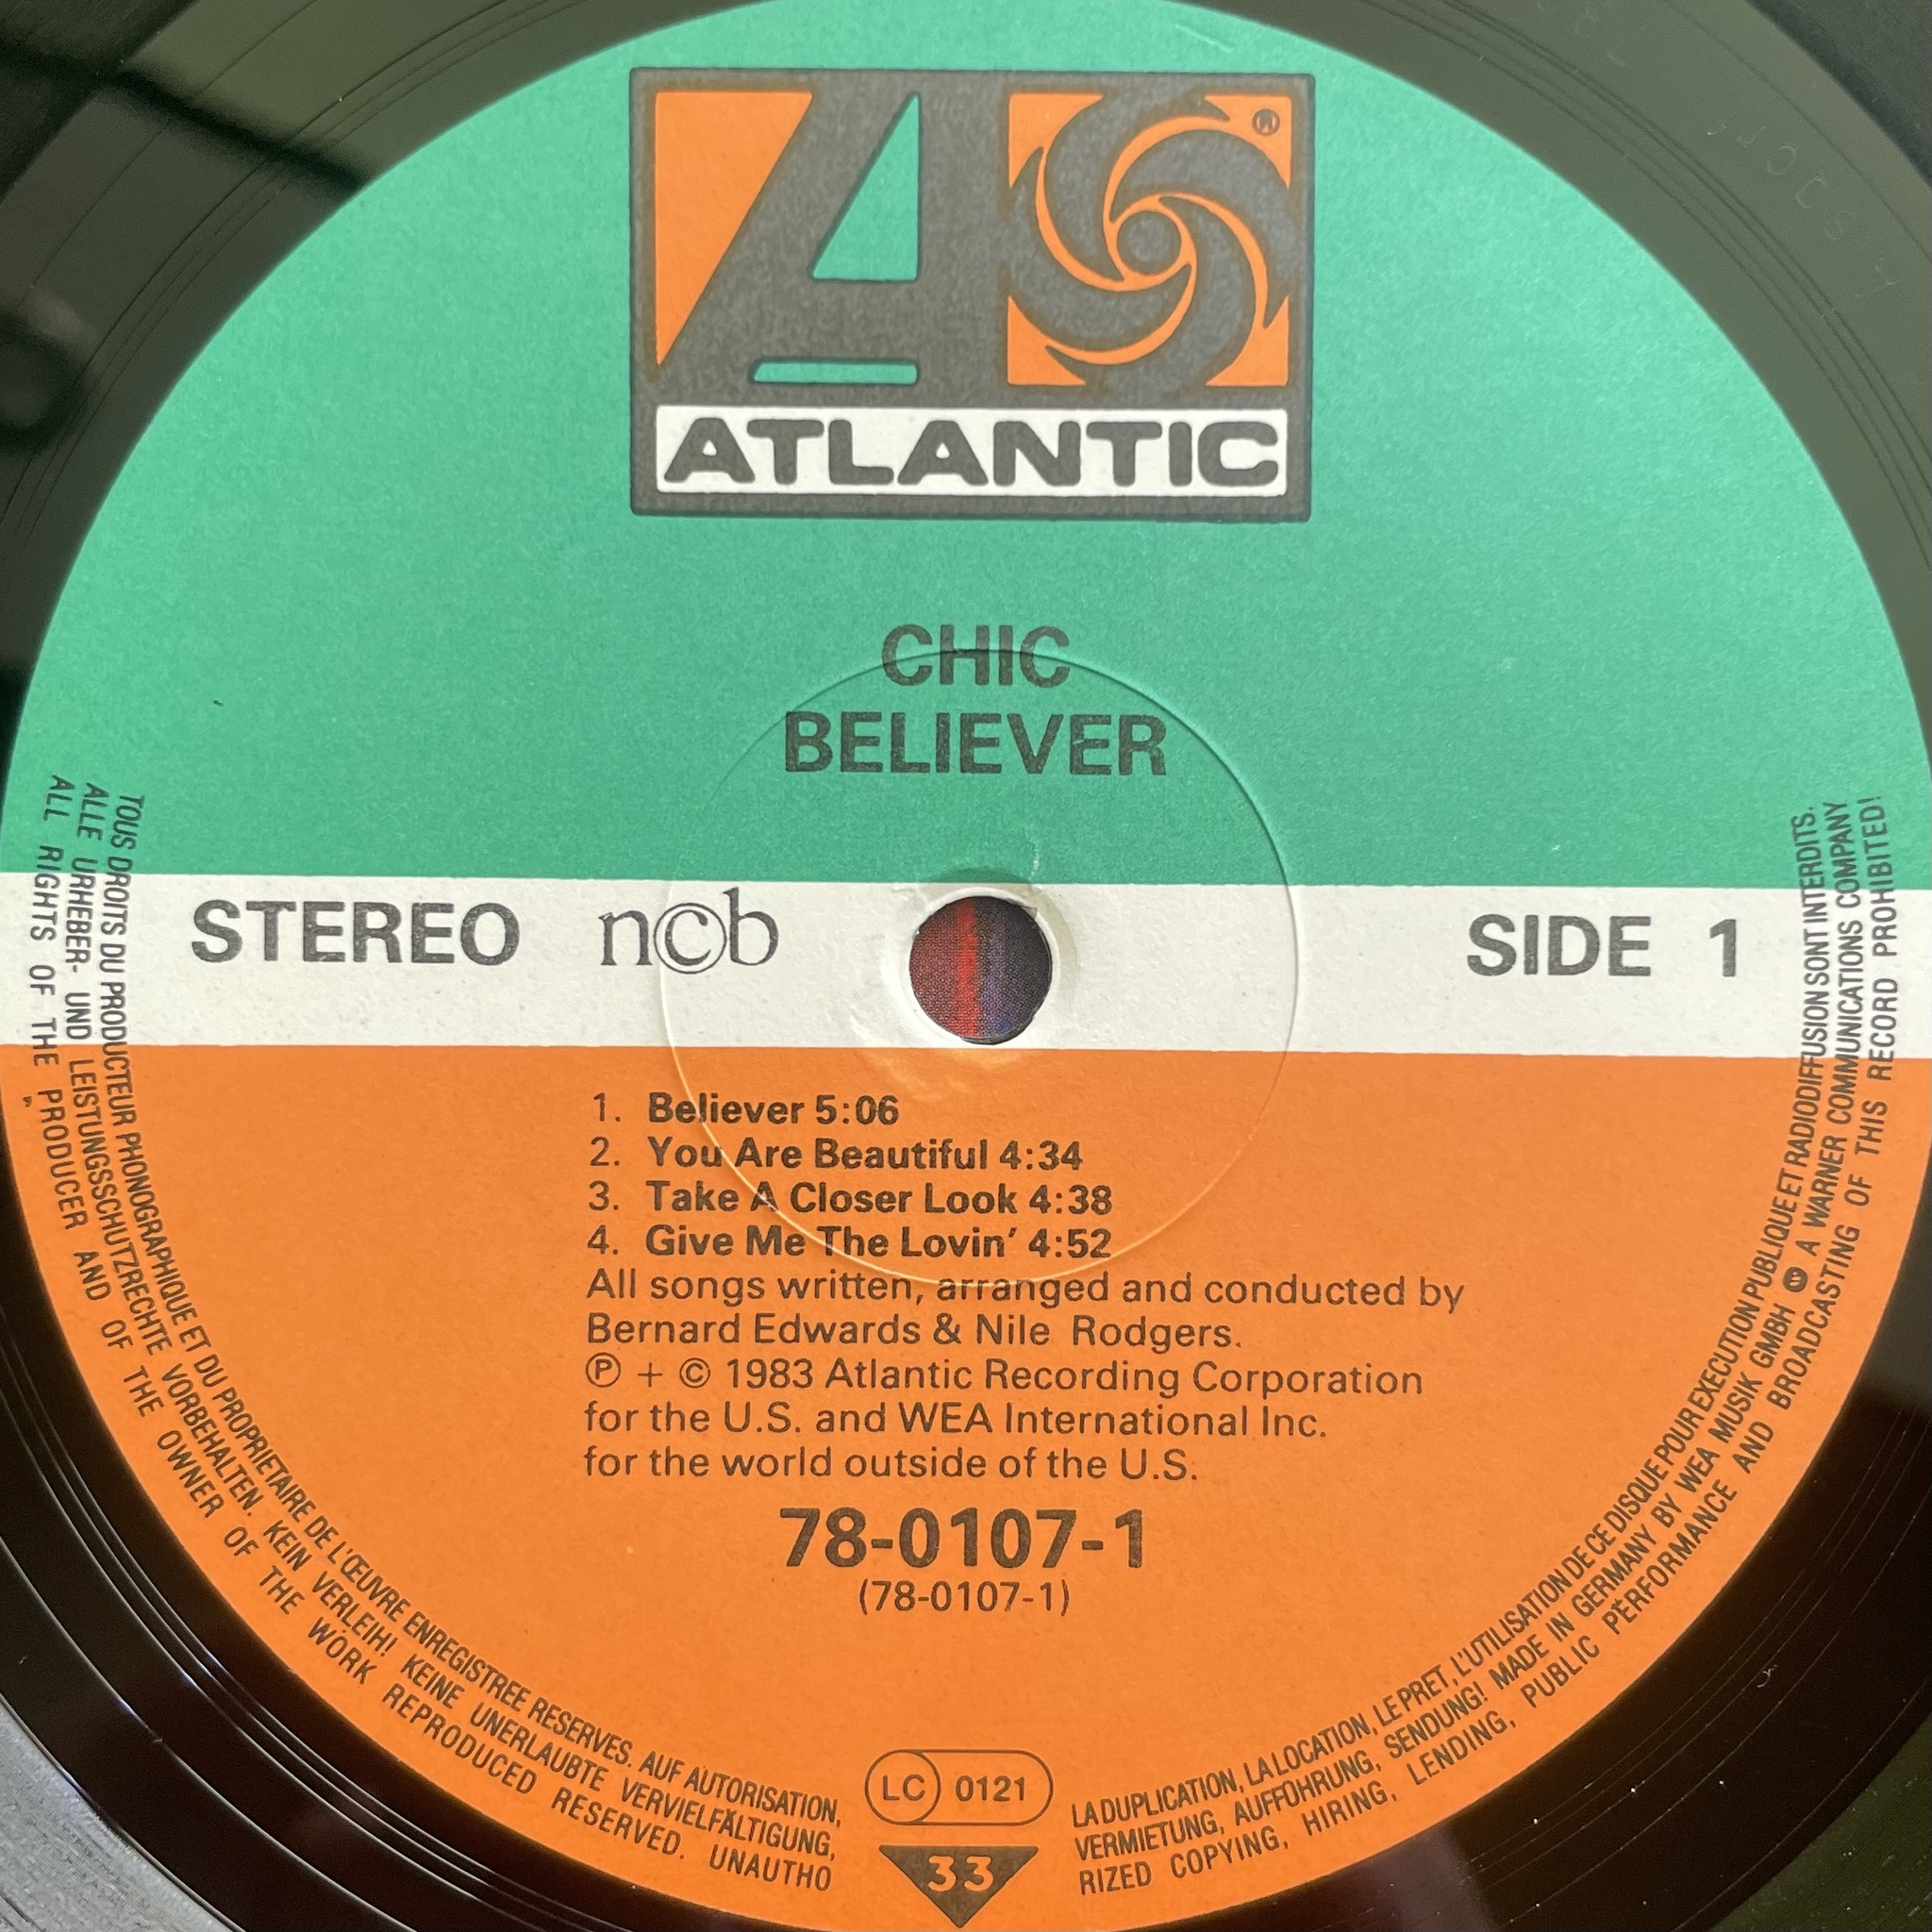 ATLANTIC
CHIC
BELIEVER
STEREO n©b SIDE 1
1. Believer 5:06
2. You Are Beautiful 4:34
3. Take A Closer Look 4:38
4. Give Me The Lovin' 4:52
All songs written, arranged and conducted by
Bernard Edwards & Nile Rodgers.
℗ + © 1983 Atlantic Recording Corporation
for the U.S. and WEA International Inc.
for the world outside of the U.S.
78-0107-1
(78-0107-1)
TOUS DROITS DU PRODUCTEUR PHONOGRAPHIQUE ET DU PROPRIETAIRE DE L'ŒUVRE ENREGISTREE RESERVES. AUF AUTORISATION, LA DUPLICATION, LA LOCATION, LE PRET, L'UTILISATION DE CE DISQUE POUR EXECUTION PUBLIQUE ET RADIODIFFUSION SONT INTERDITS.
ALLE URHEBER- UND LEISTUNGSSCHUTZRECHTE VORBEHALTEN. KEIN VERLEIH! KEINE UNERLAUBTE VERVIELFÄLTIGUNG, VERMIETUNG, AUFFÜHRUNG, SENDUNG! MADE IN GERMANY BY WEA MUSIK GMBH A WARNER COMMUNICATIONS COMPANY
ALL RIGHTS OF THE PRODUCER AND OF THE OWNER OF THE WORK REPRODUCED RESERVED. UNAUTHORIZED COPYING, HIRING, LENDING, PUBLIC PERFORMANCE AND BROADCASTING OF THIS RECORD PROHIBITED!
LC 0121
33